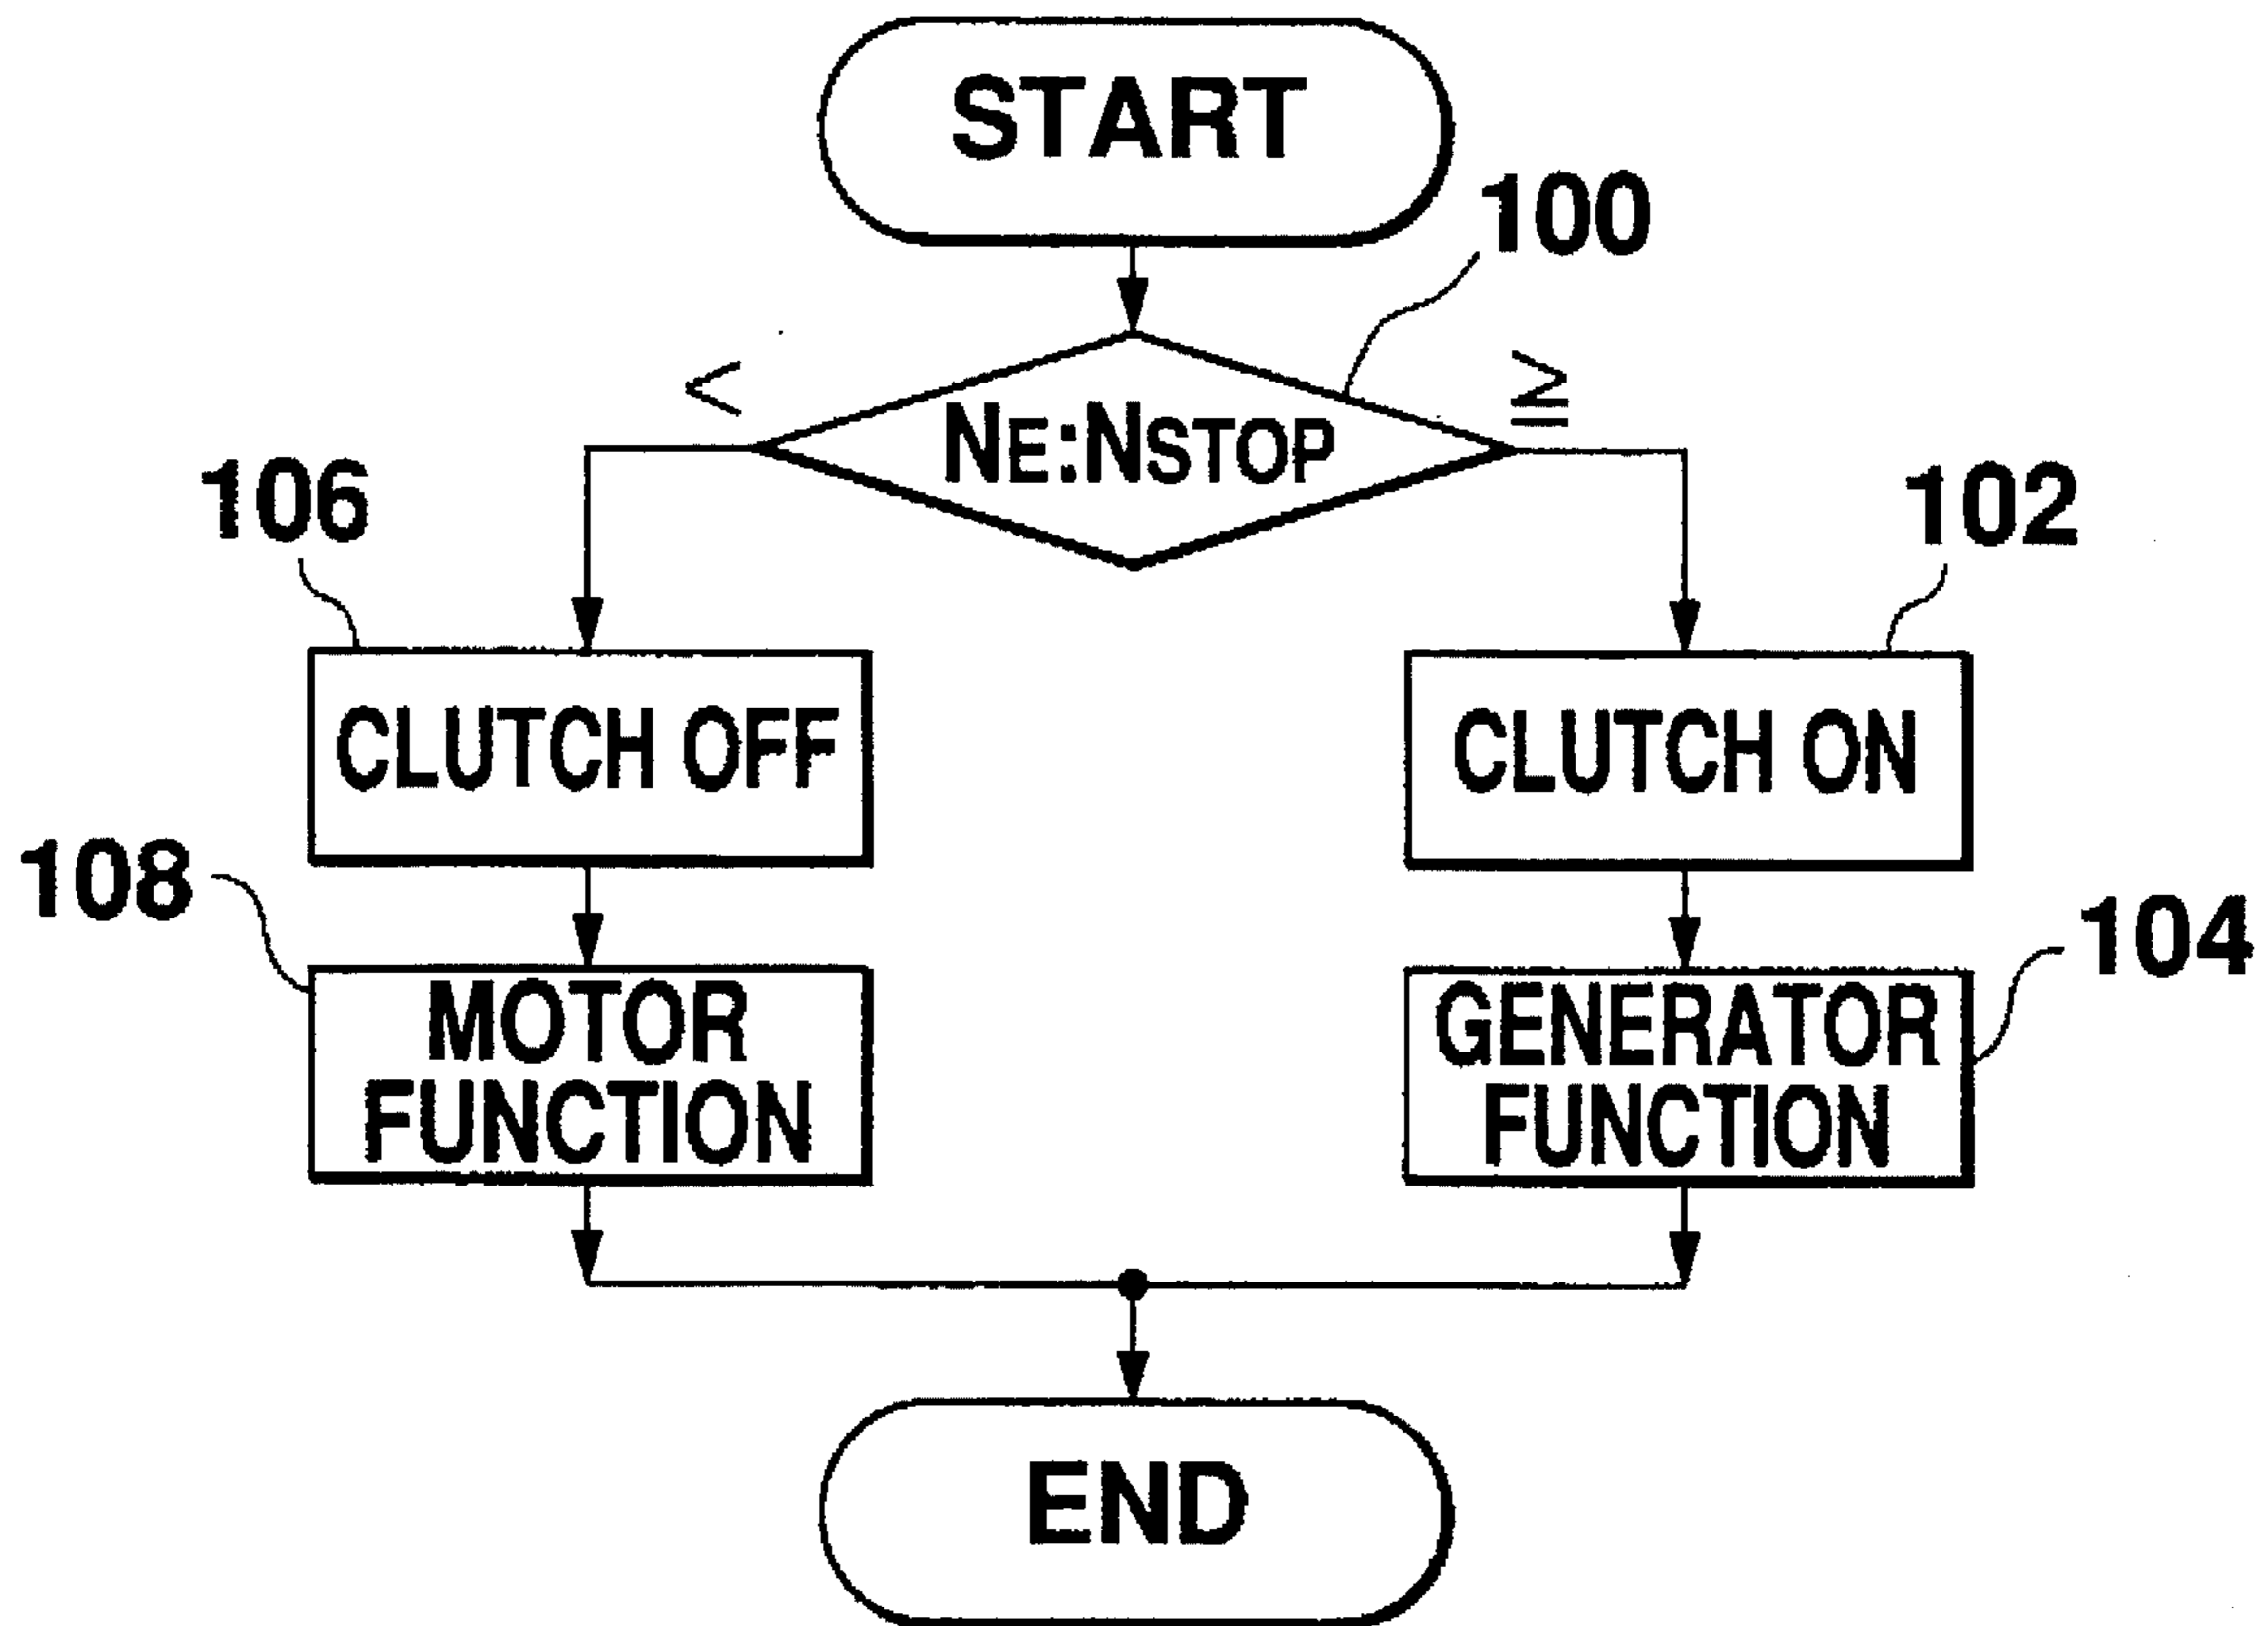 START
100
<
NE:NSTOP
≧
106
102
CLUTCH OFF
CLUTCH ON
108
104
MOTOR
FUNCTION
GENERATOR
FUNCTION
END